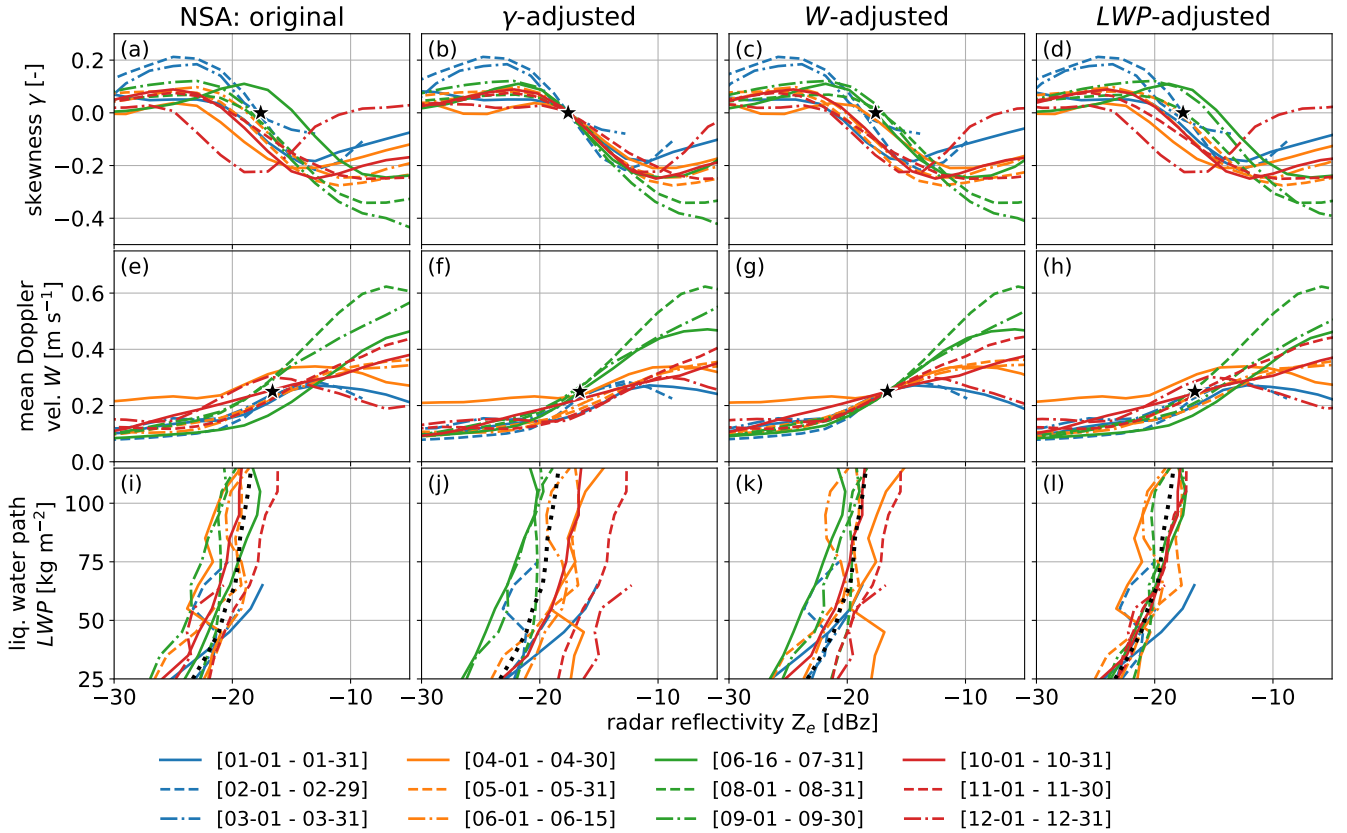 NSA: original
γ-adjusted
W-adjusted
LWP-adjusted
(a)
(b)
(c)
(d)
0.2
0.0
−0.2
−0.4
skewness γ [-]
(e)
(f)
(g)
(h)
0.6
0.4
0.2
0.0
mean Doppler
vel. W [m s⁻¹]
(i)
(j)
(k)
(l)
100
75
50
25
liq. water path
LWP [kg m⁻²]
−30
−20
−10
−20
−10
−20
−10
−20
−10
radar reflectivity Zₑ [dBz]
[01-01 - 01-31]
[04-01 - 04-30]
[06-16 - 07-31]
[10-01 - 10-31]
[02-01 - 02-29]
[05-01 - 05-31]
[08-01 - 08-31]
[11-01 - 11-30]
[03-01 - 03-31]
[06-01 - 06-15]
[09-01 - 09-30]
[12-01 - 12-31]